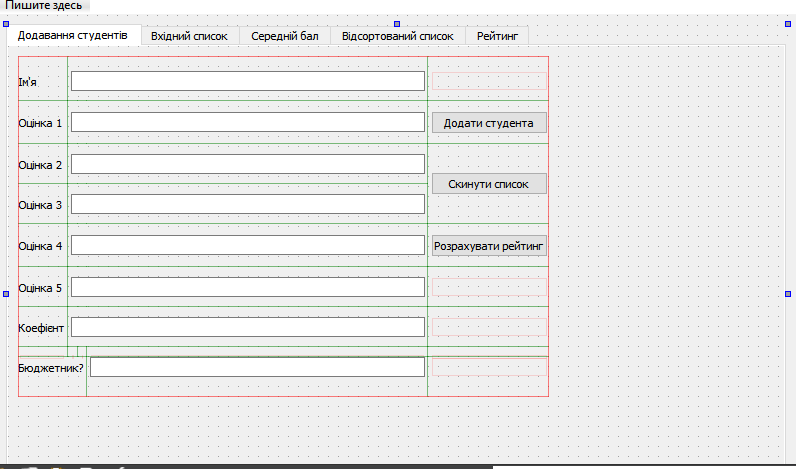 Пишите здесь
Додавання студентів Вхідний список Середній бал Відсортований список Рейтинг
Ім'я
Оцінка 1 Додати студента
Оцінка 2
Скинути список
Оцінка 3
Оцінка 4 Розрахувати рейтинг
Оцінка 5
Коефієнт
Бюджетник?